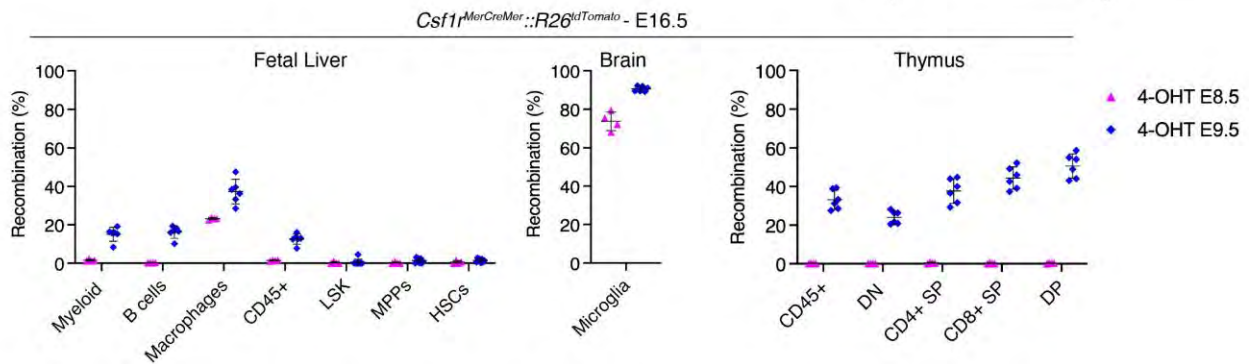 Csf1rMerCreMer::R26tdTomato - E16.5
Fetal Liver
Recombination (%)
100
80
60
40
20
0
Myeloid
B cells
Macrophages
CD45+
LSK
MPPs
HSCs
Brain
Recombination (%)
100
80
60
40
20
0
Microglia
Thymus
Recombination (%)
100
80
60
40
20
0
CD45+
DN
CD4+ SP
CD8+ SP
DP
4-OHT E8.5
4-OHT E9.5